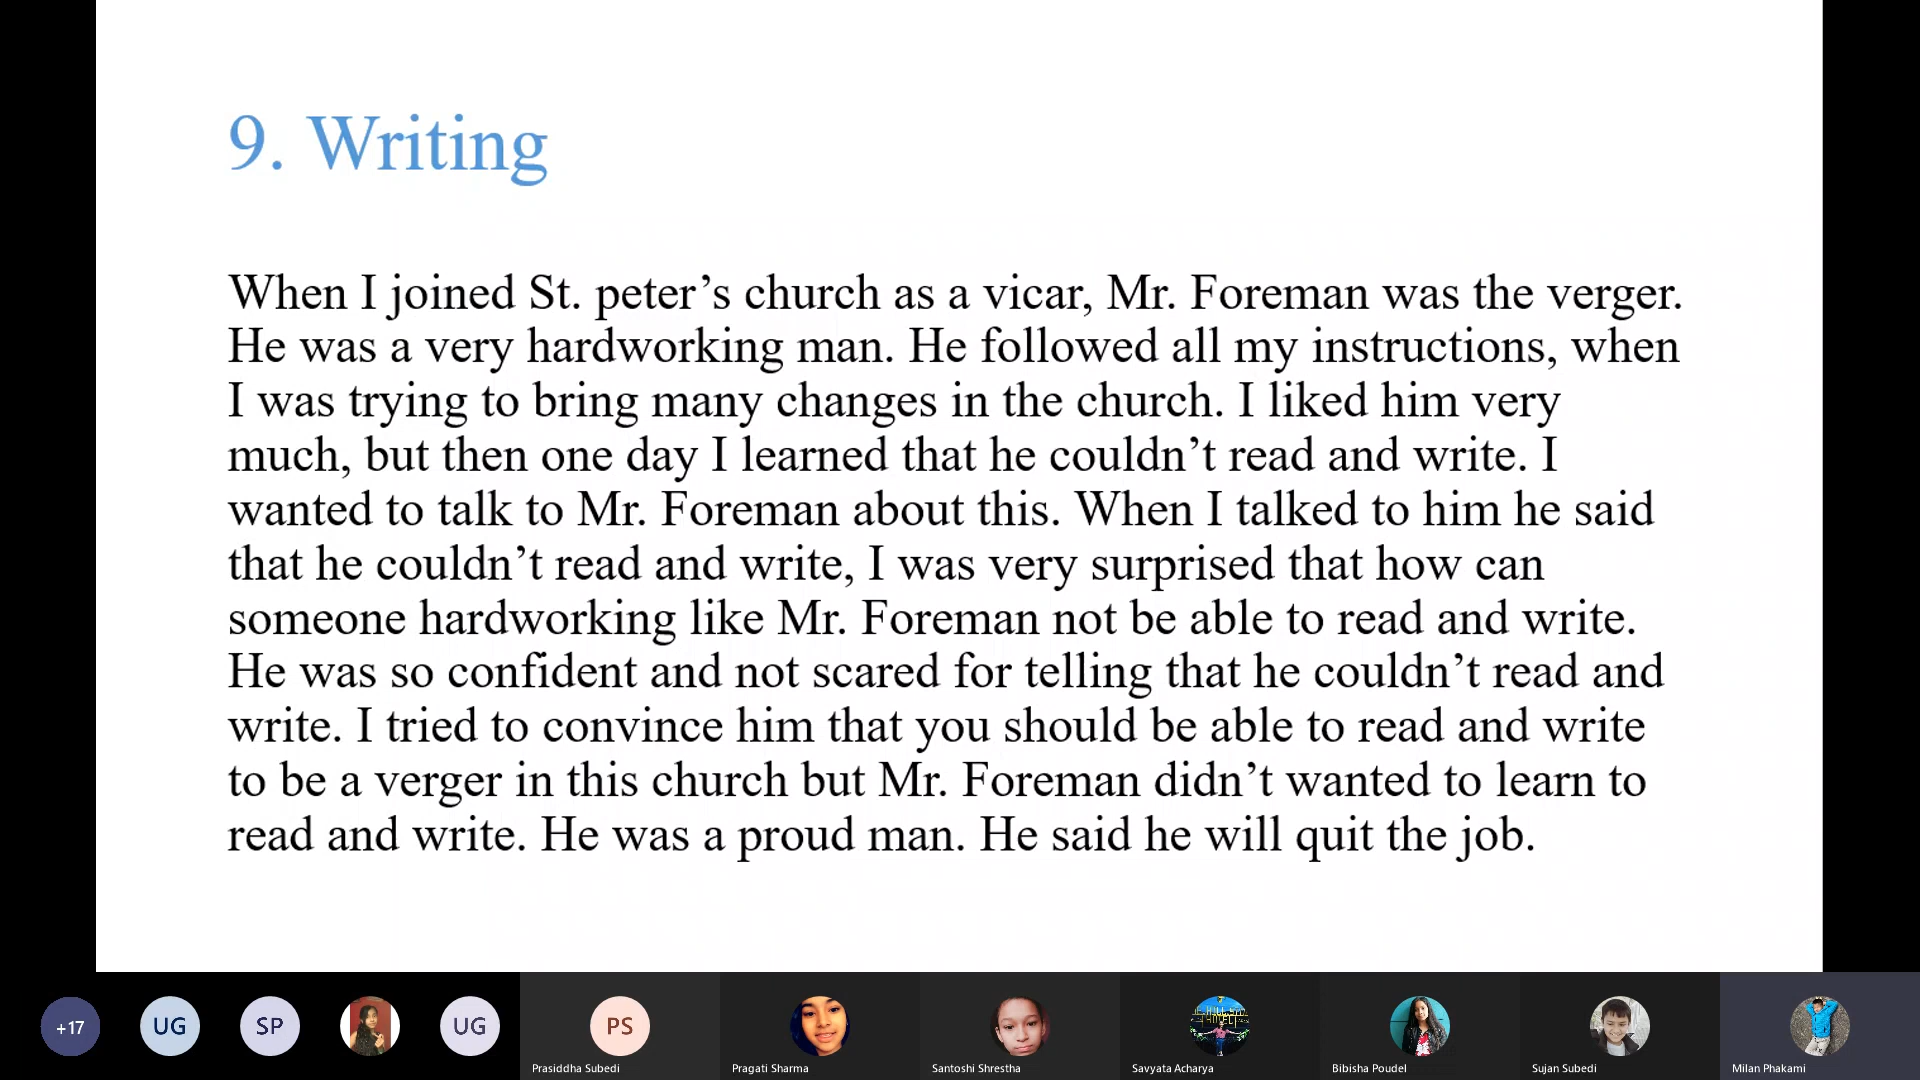 9. Writing
When I joined St. peter’s church as a vicar, Mr. Foreman was the verger.
He was a very hardworking man. He followed all my instructions, when
I was trying to bring many changes in the church. I liked him very
much, but then one day I learned that he couldn’t read and write. I
wanted to talk to Mr. Foreman about this. When I talked to him he said
that he couldn’t read and write, I was very surprised that how can
someone hardworking like Mr. Foreman not be able to read and write.
He was so confident and not scared for telling that he couldn’t read and
write. I tried to convince him that you should be able to read and write
to be a verger in this church but Mr. Foreman didn’t wanted to learn to
read and write. He was a proud man. He said he will quit the job.
+17
UG
SP
UG
PS
Prasiddha Subedi
Pragati Sharma
Santoshi Shrestha
Savyata Acharya
Bibisha Poudel
Sujan Subedi
Milan Phakami